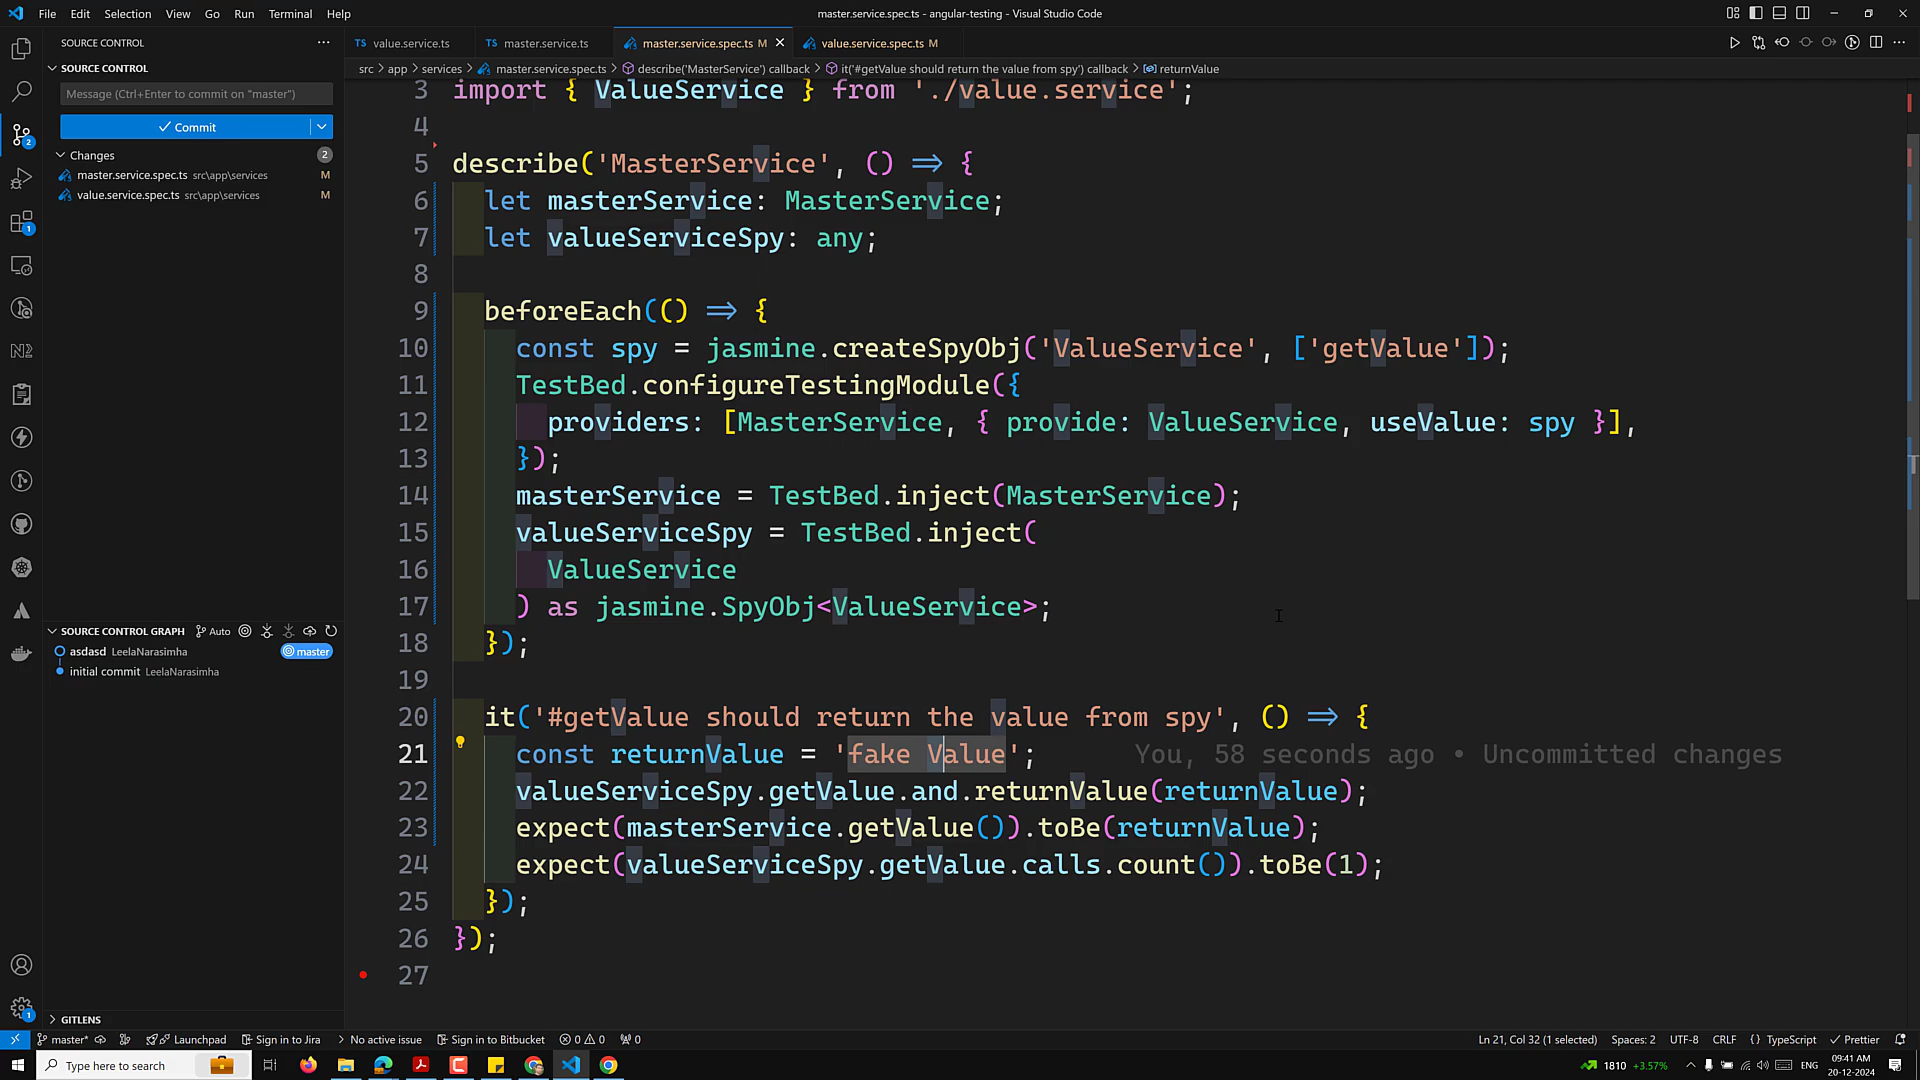 File Edit Selection View Go Run Terminal Help
master.service.spec.ts - angular-testing - Visual Studio Code
SOURCE CONTROL
SOURCE CONTROL
Message (Ctrl+Enter to commit on "master")
Commit
Changes 2
master.service.spec.ts src\app\services M
value.service.spec.ts src\app\services M
SOURCE CONTROL GRAPH Auto
asdasd LeelaNarasimha master
initial commit LeelaNarasimha
GITLENS
2
1
1
N2
TS value.service.ts TS master.service.ts master.service.spec.ts M value.service.spec.ts M
src > app > services > master.service.spec.ts > describe('MasterService') callback > it('#getValue should return the value from spy') callback > returnValue
3 import { ValueService } from './value.service';
4
5 describe('MasterService', () => {
6 let masterService: MasterService;
7 let valueServiceSpy: any;
8
9 beforeEach(() => {
10 const spy = jasmine.createSpyObj('ValueService', ['getValue']);
11 TestBed.configureTestingModule({
12 providers: [MasterService, { provide: ValueService, useValue: spy }],
13 });
14 masterService = TestBed.inject(MasterService);
15 valueServiceSpy = TestBed.inject(
16 ValueService
17 ) as jasmine.SpyObj<ValueService>;
18 });
19
20 it('#getValue should return the value from spy', () => {
21 const returnValue = 'fake Value'; You, 58 seconds ago • Uncommitted changes
22 valueServiceSpy.getValue.and.returnValue(returnValue);
23 expect(masterService.getValue()).toBe(returnValue);
24 expect(valueServiceSpy.getValue.calls.count()).toBe(1);
25 });
26 });
27
master* Launchpad Sign in to Jira No active issue Sign in to Bitbucket 0 0 0
Ln 21, Col 32 (1 selected) Spaces: 2 UTF-8 CRLF {} TypeScript Prettier
Type here to search
1810 +3.57% ENG 09:41 AM
20-12-2024